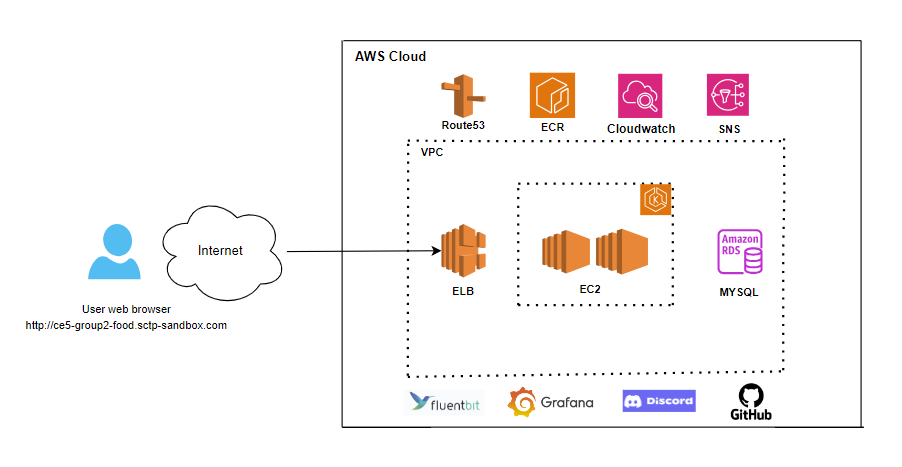 AWS Cloud
Route53
ECR
Cloudwatch
SNS
VPC
K
Internet
Amazon
RDS
ELB
EC2
MYSQL
User web browser
http://ce5-group2-food.sctp-sandbox.com
fluentbit
Grafana
Discord
GitHub